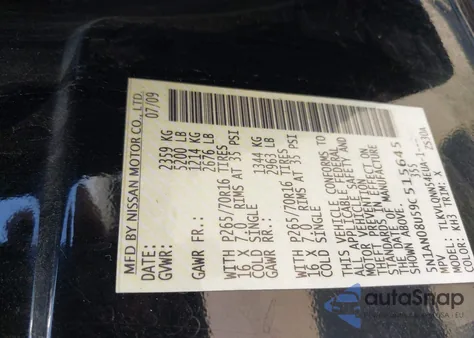 MFD BY NISSAN MOTOR CO., LTD.
DATE: 07/09
GVWR: 2359 KG
5200 LB
GAWR FR.: 1214 KG
2676 LB
WITH P265/70R16 TIRES
16 X 7.0 RIMS AT 35 PSI
COLD SINGLE
GAWR RR.: 1344 KG
2963 LB
WITH P265/70R16 TIRES
16 X 7.0 RIMS AT 35 PSI
COLD SINGLE
THIS VEHICLE CONFORMS TO
ALL APPLICABLE
MOTOR VEHICLE SAFETY AND
THEFT PREVENTION
STANDARDS IN EFFECT ON
THE DATE OF MANUFACTURE
SHOWN ABOVE.
5N1AN08U59C515645
MPV
MODEL:
COLOR: KH3 TRIM: X
autoSnap